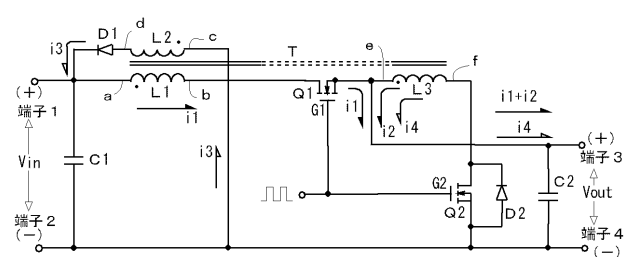 D1 d L2 c
i3 T e f
(+) a L1 b Q1 L3
端子1 i1 G1 i1 i2 i4 i1+i2
i4
(+)
端子3
Vin C1 i3 G2 C2 Vout
Q2 D2
端子2
(−)
端子4
(−)